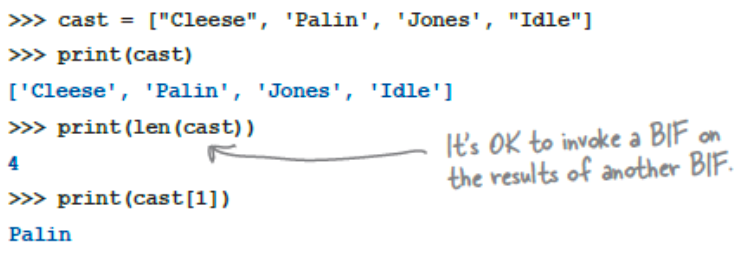 >>> cast = ["Cleese", 'Palin', 'Jones', "Idle"]
>>> print(cast)
['Cleese', 'Palin', 'Jones', 'Idle']
>>> print(len(cast))
4
It's OK to invoke a BIF on
the results of another BIF.
>>> print(cast[1])
Palin